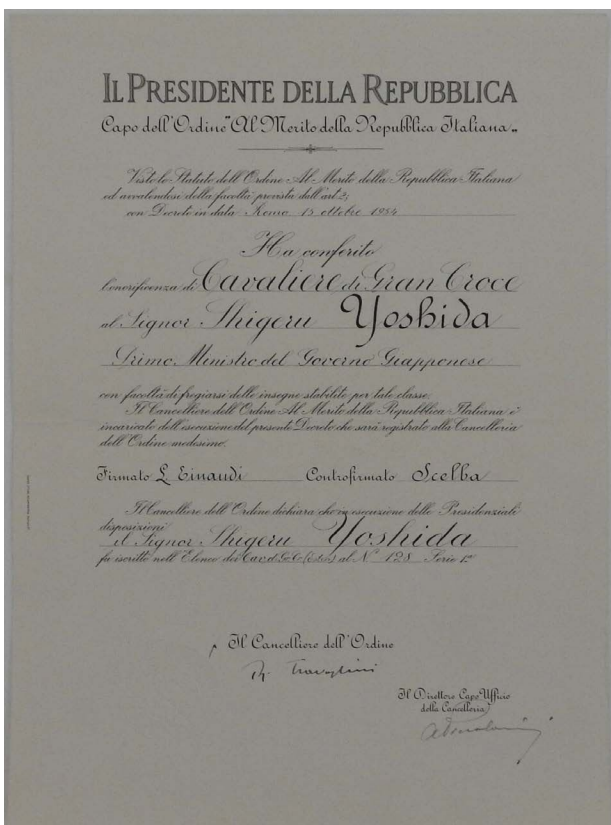 IL PRESIDENTE DELLA REPUBBLICA
Capo dell'Ordine "Al Merito della Repubblica Italiana"
Visto lo Statuto dell'Ordine Al Merito della Repubblica Italiana
ed avvalendosi della facoltà prevista dall'art. 2;
con Decreto in data Roma 15 ottobre 1954
Ha conferito
l'onorificenza di Cavaliere di Gran Croce
al Signor Shigeru Yoshida
Primo Ministro del Governo Giapponese
con facoltà di fregiarsi delle insegne stabilite per tale classe.
Il Cancelliere dell'Ordine Al Merito della Repubblica Italiana è
incaricato dell'esecuzione del presente Decreto che sarà registrato alla Cancelleria
dell'Ordine medesimo.
Firmato L. Einaudi Controfirmato Scelba
Il Cancelliere dell'Ordine dichiara che in esecuzione delle Presidenziali
disposizioni
il Signor Shigeru Yoshida
fu iscritto nell'Elenco dei Cav. d. G. C. (Esteri) al N° 128 Serie 1ª
Il Cancelliere dell'Ordine
Il Direttore Capo Ufficio
della Cancelleria